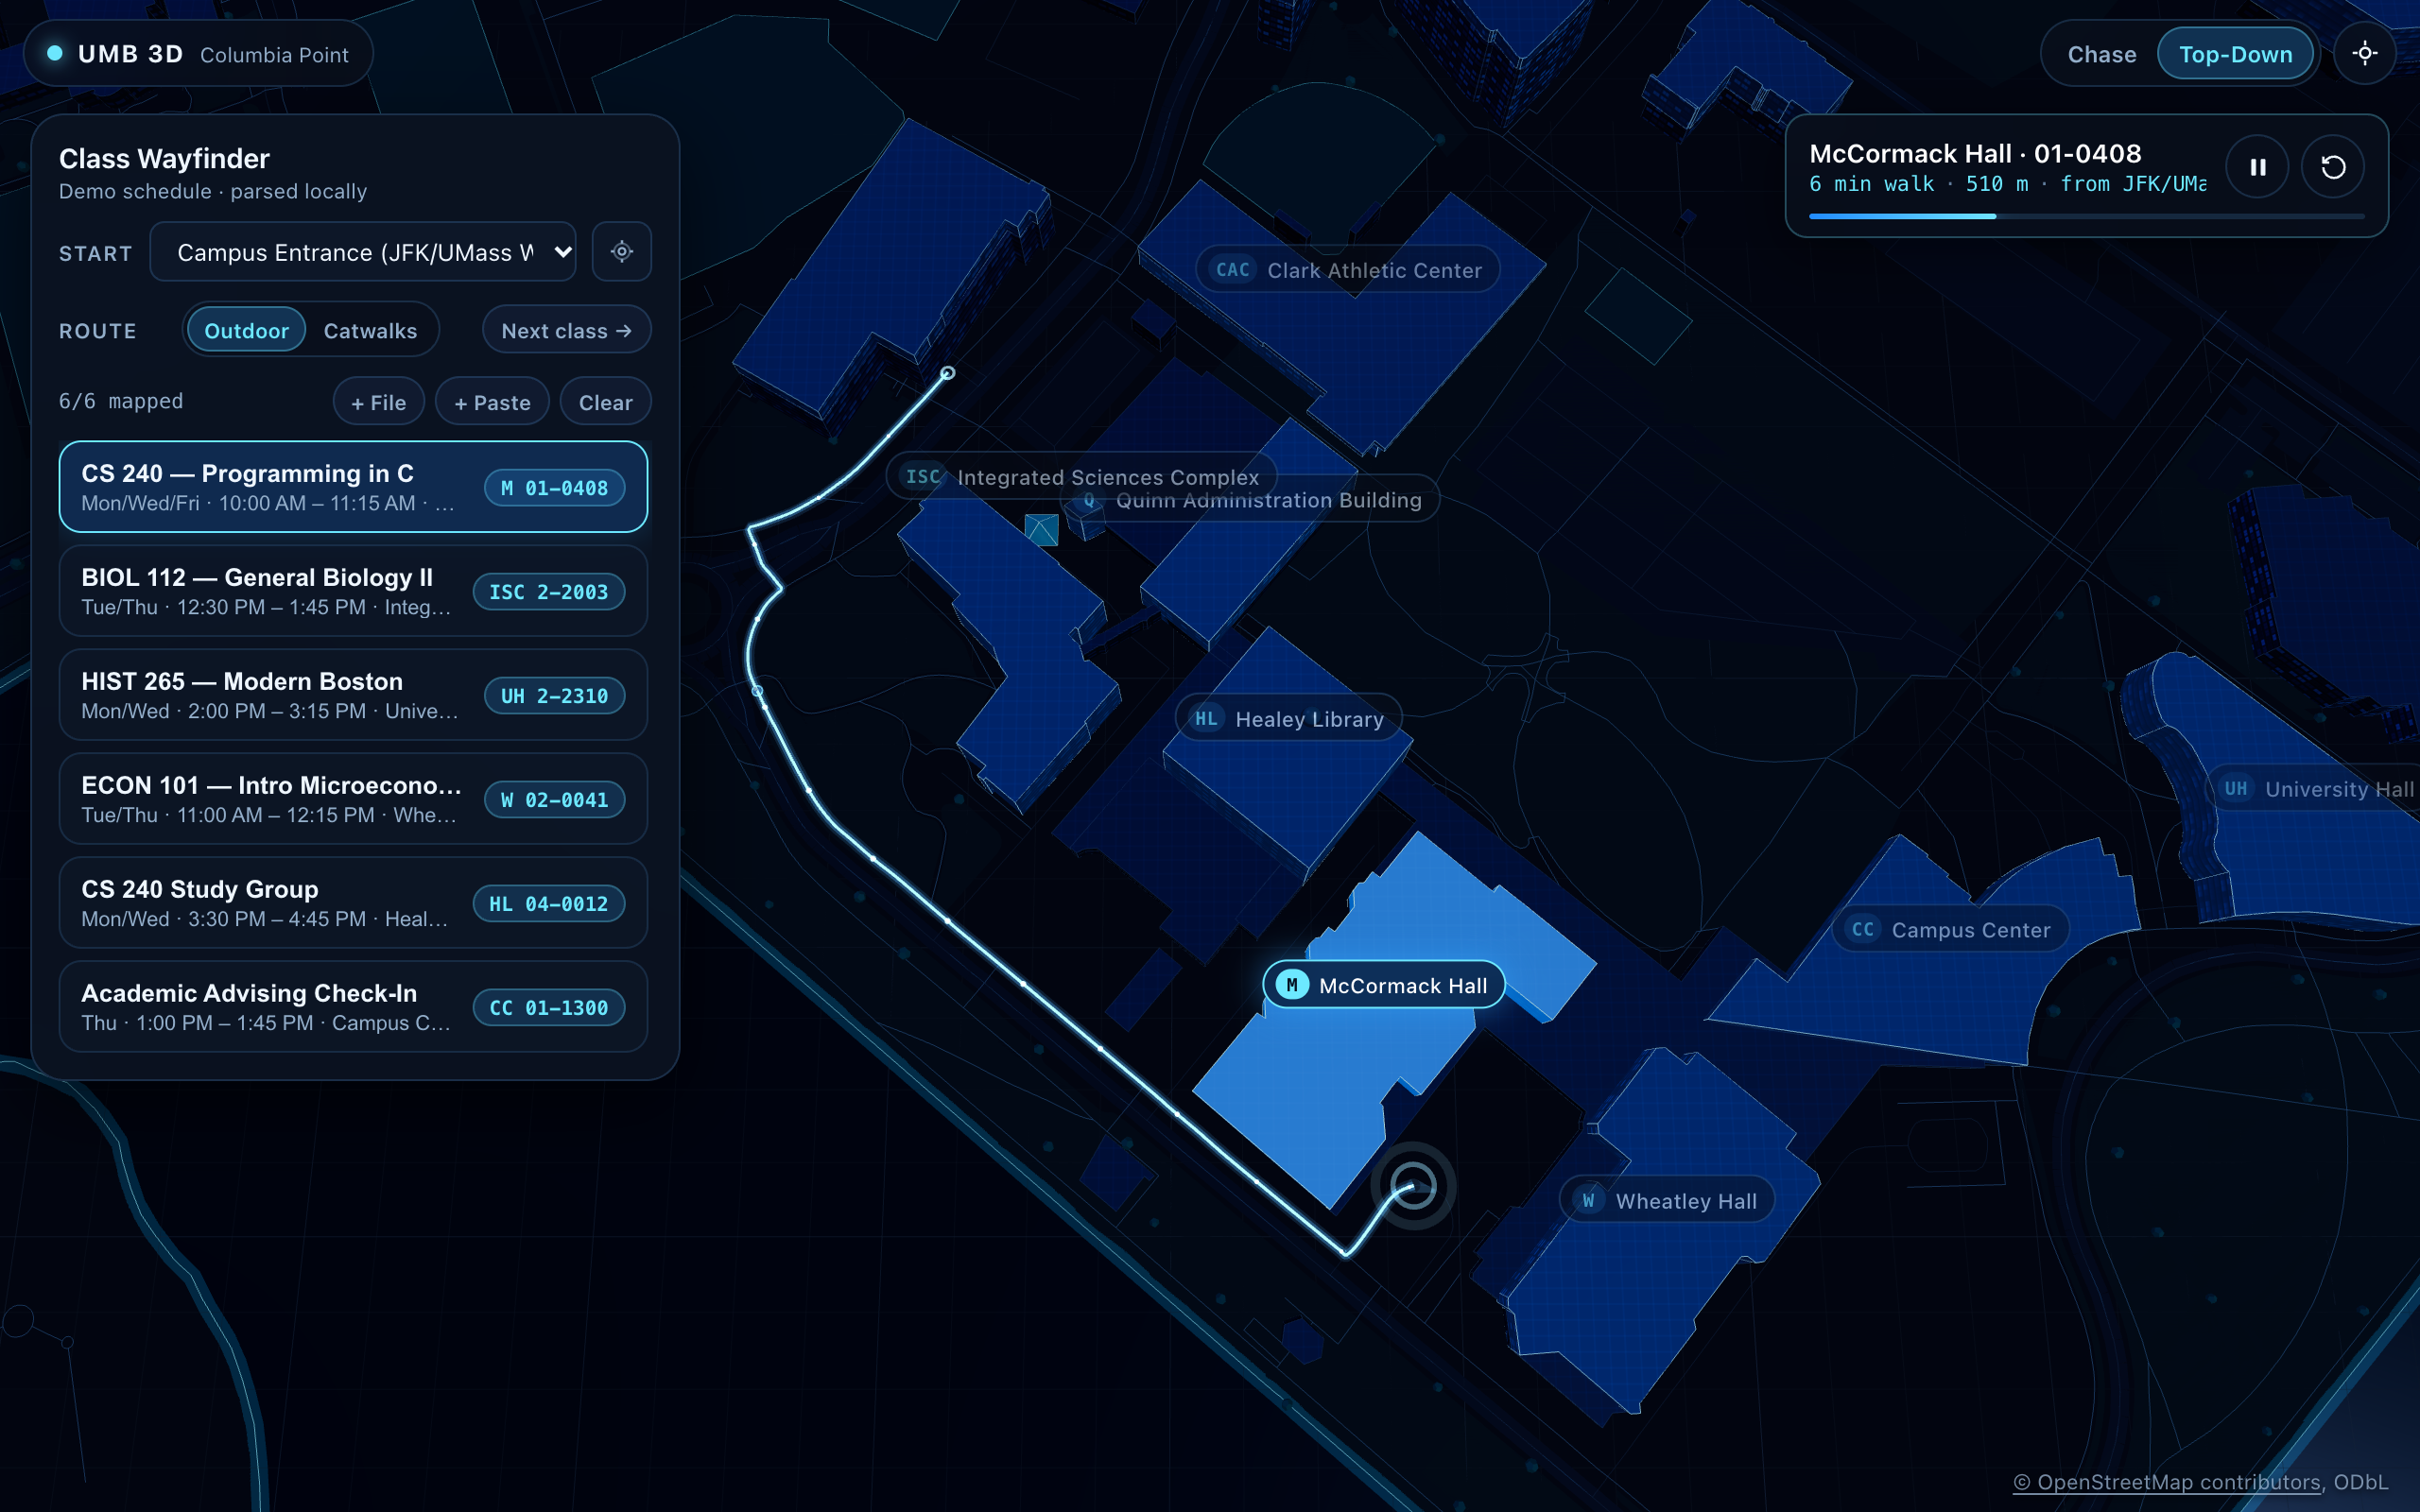 UMB 3D Columbia Point
Chase Top-Down
Class Wayfinder
Demo schedule · parsed locally
START Campus Entrance (JFK/UMass W
ROUTE Outdoor Catwalks Next class →
6/6 mapped + File + Paste Clear
CS 240 — Programming in C
Mon/Wed/Fri · 10:00 AM – 11:15 AM · …
M 01-0408
BIOL 112 — General Biology II
Tue/Thu · 12:30 PM – 1:45 PM · Integ…
ISC 2-2003
HIST 265 — Modern Boston
Mon/Wed · 2:00 PM – 3:15 PM · Unive…
UH 2-2310
ECON 101 — Intro Microecono…
Tue/Thu · 11:00 AM – 12:15 PM · Whe…
W 02-0041
CS 240 Study Group
Mon/Wed · 3:30 PM – 4:45 PM · Heal…
HL 04-0012
Academic Advising Check-In
Thu · 1:00 PM – 1:45 PM · Campus C…
CC 01-1300
McCormack Hall · 01-0408
6 min walk · 510 m · from JFK/UMa
CAC Clark Athletic Center
ISC Integrated Sciences Complex
Q Quinn Administration Building
HL Healey Library
UH University Hall
CC Campus Center
M McCormack Hall
W Wheatley Hall
© OpenStreetMap contributors, ODbL